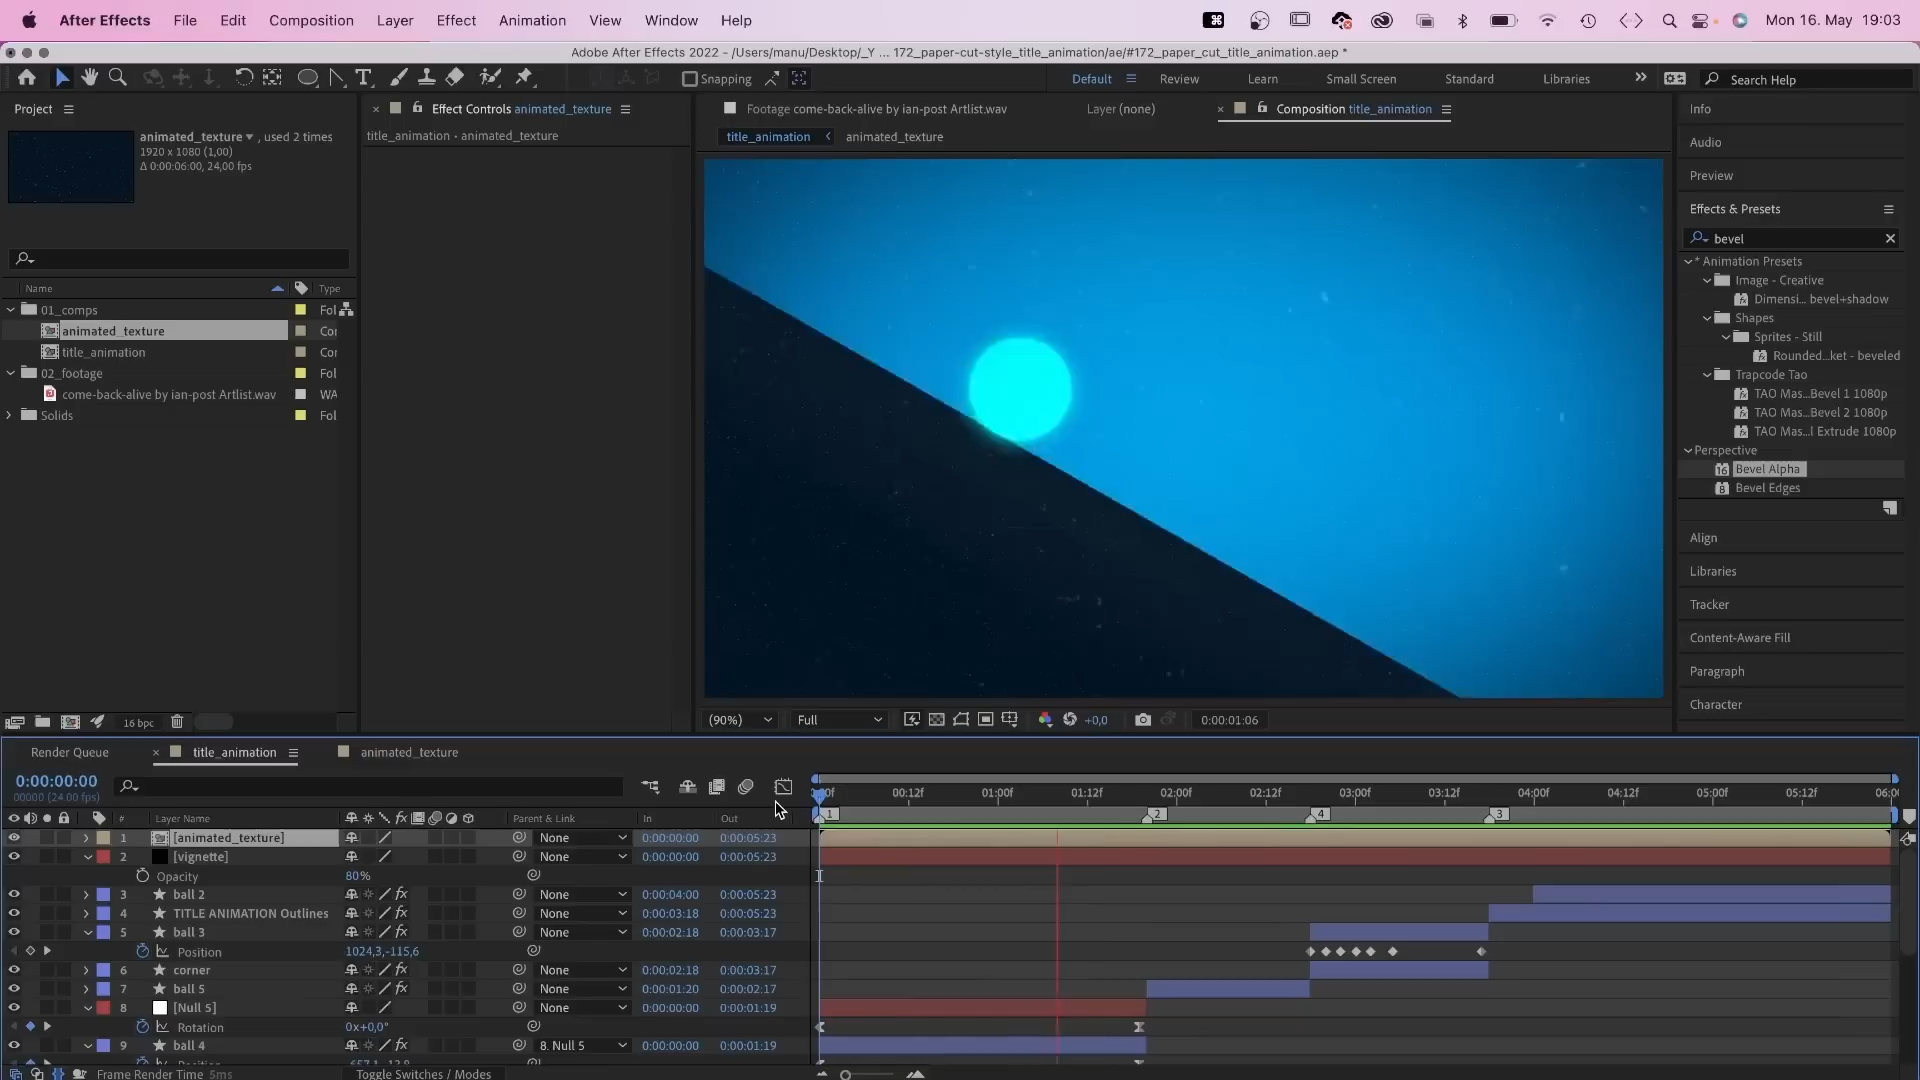 After Effects File Edit Composition Layer Effect Animation View Window Help Mon 16. May 19:03
Adobe After Effects 2022 - /Users/manu/Desktop/_Y ... 172_paper-cut-style_title_animation/ae/#172_paper_cut_title_animation.aep *
Snapping Default Review Learn Small Screen Standard Libraries Search Help
Project
animated_texture , used 2 times
1920 x 1080 (1,00)
Δ 0:00:06:00, 24,00 fps
Name Type
01_comps Fol
animated_texture Cor
title_animation Cor
02_footage Fol
come-back-alive by ian-post Artlist.wav WA
Solids Fol
16 bpc
Effect Controls animated_texture
title_animation • animated_texture
Footage come-back-alive by ian-post Artlist.wav Layer (none) Composition title_animation
title_animation animated_texture
(90%) Full +0,0 0:00:01:06
Info
Audio
Preview
Effects & Presets
bevel
* Animation Presets
Image - Creative
Dimensi... bevel+shadow
Shapes
Sprites - Still
Rounded...ket - beveled
Trapcode Tao
TAO Mas...Bevel 1 1080p
TAO Mas...Bevel 2 1080p
TAO Mas...l Extrude 1080p
Perspective
Bevel Alpha
Bevel Edges
Align
Libraries
Tracker
Content-Aware Fill
Paragraph
Character
Render Queue title_animation animated_texture
0:00:00:00
00000 (24.00 fps)
00:12f 01:00f 01:12f 02:00f 02:12f 03:00f 03:12f 04:00f 04:12f 05:00f 05:12f 06:0
1 2 4 3
# Layer Name Parent & Link In Out
1 [animated_texture] None 0:00:00:00 0:00:05:23
2 [vignette] None 0:00:00:00 0:00:05:23
Opacity 80%
3 ball 2 None 0:00:04:00 0:00:05:23
4 TITLE ANIMATION Outlines None 0:00:03:18 0:00:05:23
5 ball 3 None 0:00:02:18 0:00:03:17
Position 1024,3,-115,6
6 corner None 0:00:02:18 0:00:03:17
7 ball 5 None 0:00:01:20 0:00:02:17
8 [Null 5] None 0:00:00:00 0:00:01:19
Rotation 0x+0,0°
9 ball 4 8. Null 5 0:00:00:00 0:00:01:19
Frame Render Time 5ms Toggle Switches / Modes